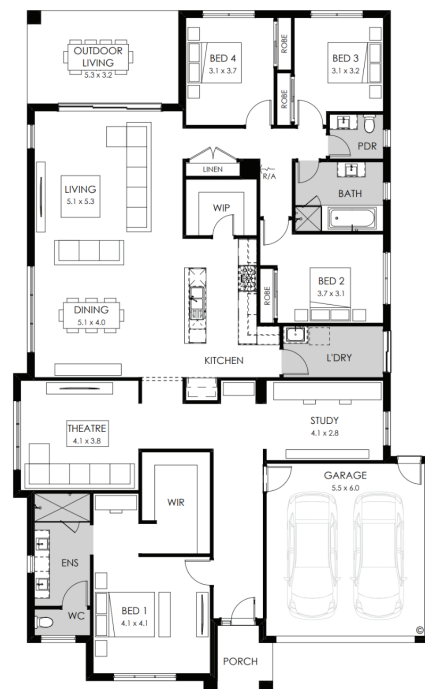 OUTDOOR
LIVING
5.3 x 3.2
BED 4
3.1 x 3.7
ROBE
ROBE
BED 3
3.1 x 3.2
PDR
LINEN
R/A
BATH
LIVING
5.1 x 5.3
WIP
BED 2
3.7 x 3.1
ROBE
DINING
5.1 x 4.0
KITCHEN
L'DRY
THEATRE
4.1 x 3.8
STUDY
4.1 x 2.8
GARAGE
5.5 x 6.0
WIR
ENS
WC
BED 1
4.1 x 4.1
PORCH
©